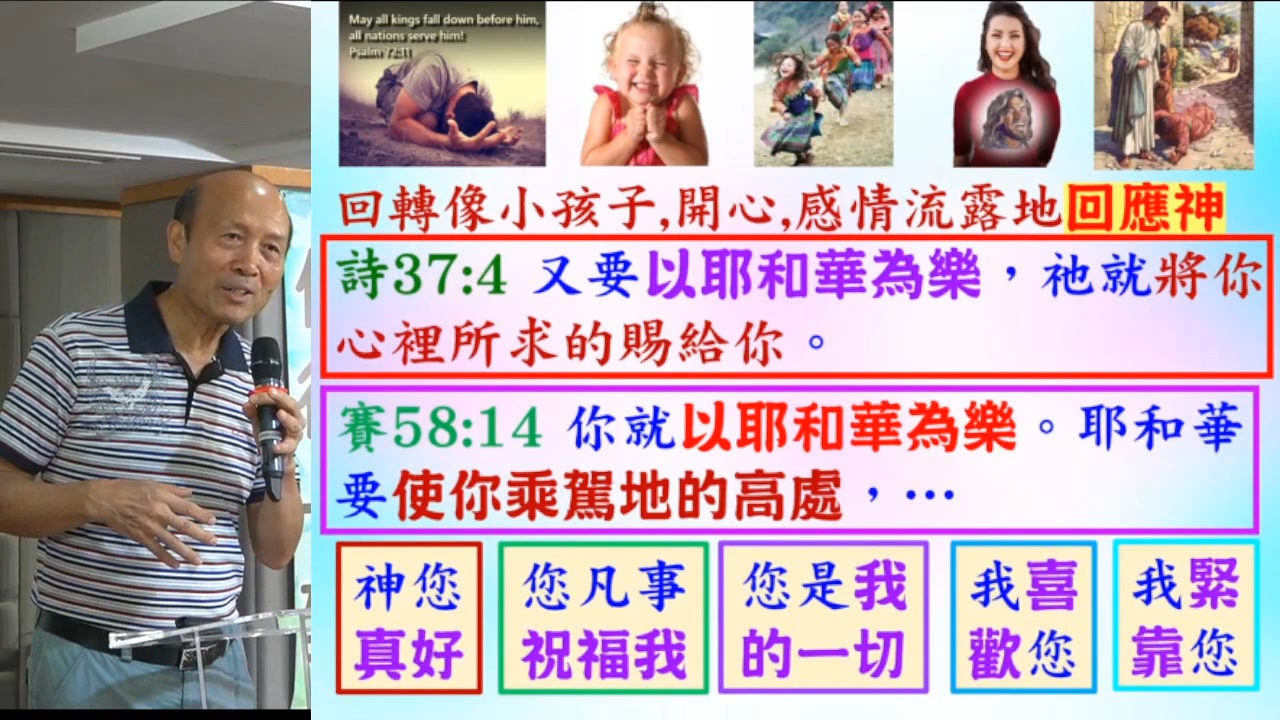 May all kings fall down before him,
all nations serve him!
Psalm 72:11
回轉像小孩子,開心,感情流露地回應神
詩37:4 又要以耶和華為樂，祂就將你
心裡所求的賜給你。
賽58:14 你就以耶和華為樂。耶和華
要使你乘駕地的高處，…
神您
真好
您凡事
祝福我
您是我
的一切
我喜
歡您
我緊
靠您